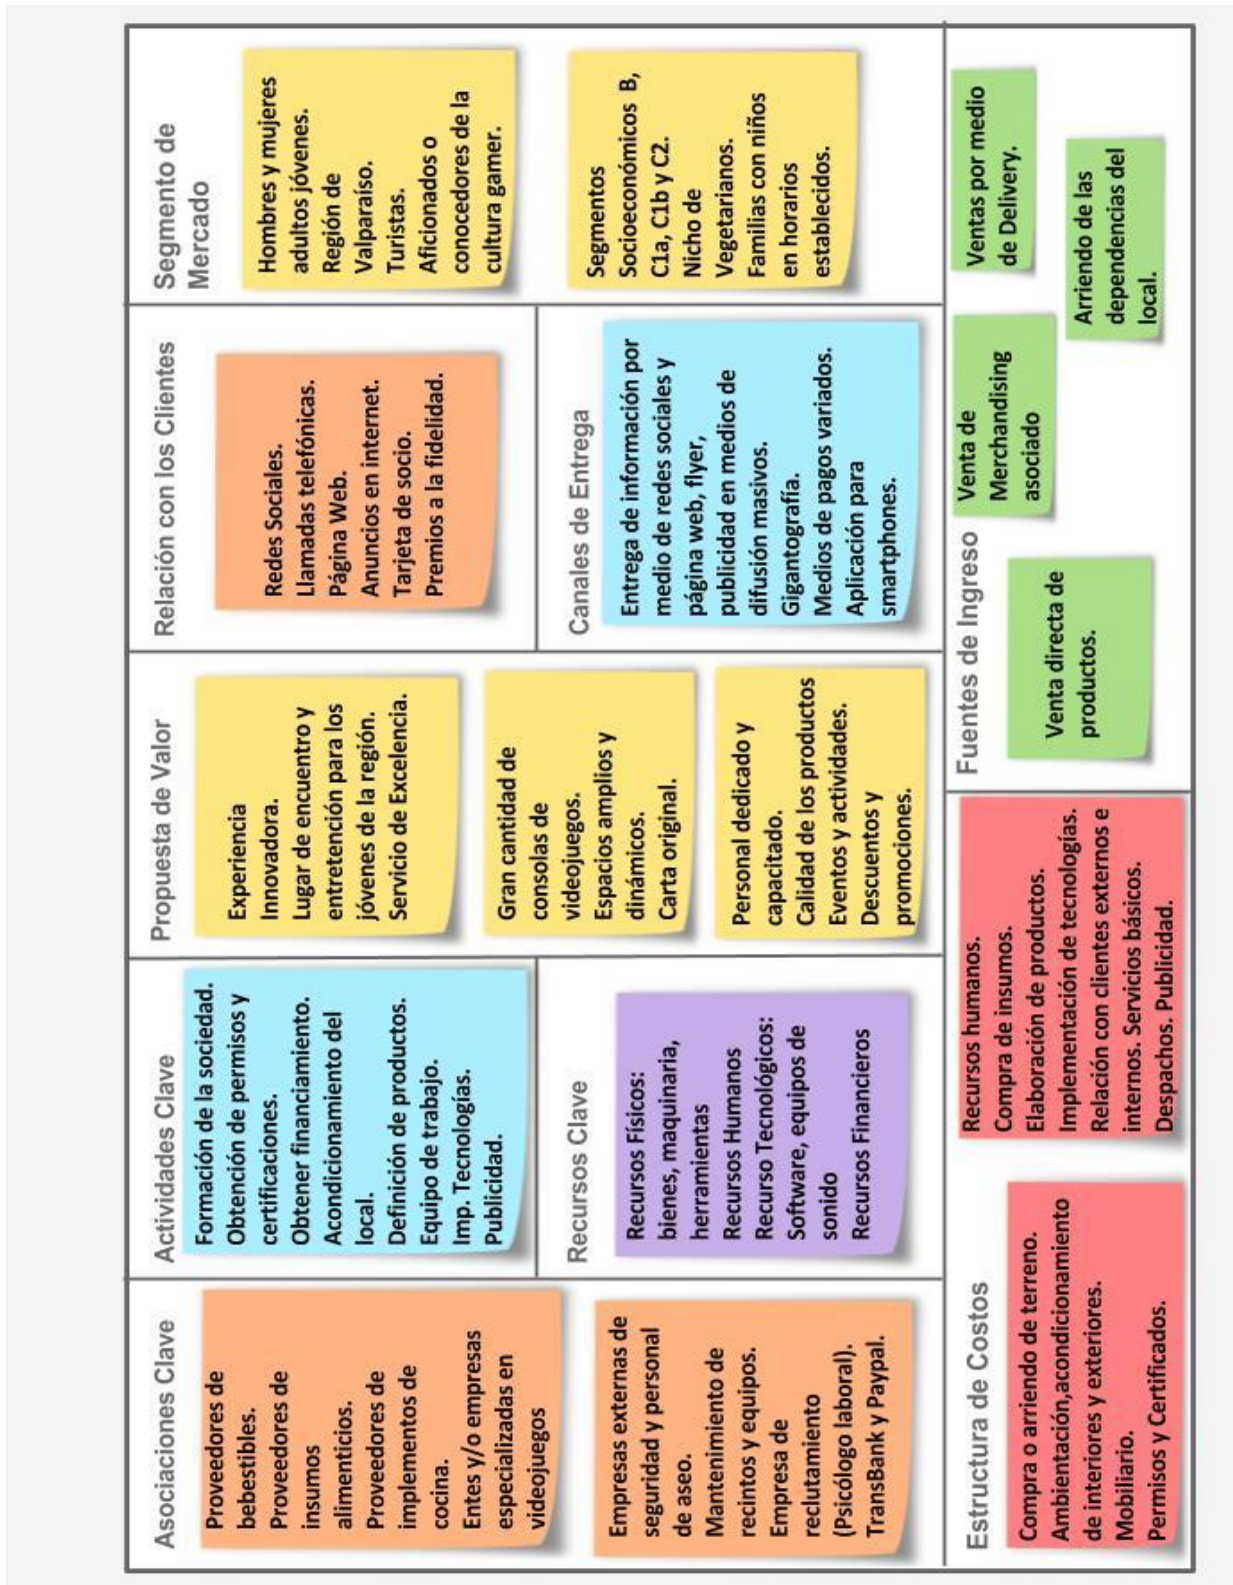 Asociaciones Clave
Proveedores de
bebestibles.
Proveedores de
insumos
alimenticios.
Proveedores de
implementos de
cocina.
Entes y/o empresas
especializadas en
videojuegos
Empresas externas de
seguridad y personal
de aseo.
Mantenimiento de
recintos y equipos.
Empresa de
reclutamiento
(Psicólogo laboral).
TransBank y Paypal.
Actividades Clave
Formación de la sociedad.
Obtención de permisos y
certificaciones.
Obtener financiamiento.
Acondicionamiento del
local.
Definición de productos.
Equipo de trabajo.
Imp. Tecnologías.
Publicidad.
Recursos Clave
Recursos Físicos:
bienes, maquinaria,
herramientas
Recursos Humanos
Recurso Tecnológicos:
Software, equipos de
sonido
Recursos Financieros
Propuesta de Valor
Experiencia
Innovadora.
Lugar de encuentro y
entretención para los
jóvenes de la región.
Servicio de Excelencia.
Gran cantidad de
consolas de
videojuegos.
Espacios amplios y
dinámicos.
Carta original.
Personal dedicado y
capacitado.
Calidad de los productos
Eventos y actividades.
Descuentos y
promociones.
Relación con los Clientes
Redes Sociales.
Llamadas telefónicas.
Página Web.
Anuncios en internet.
Tarjeta de socio.
Premios a la fidelidad.
Canales de Entrega
Entrega de información por
medio de redes sociales y
página web, flyer,
publicidad en medios de
difusión masivos.
Gigantografía.
Medios de pagos variados.
Aplicación para
smartphones.
Segmento de
Mercado
Hombres y mujeres
adultos jóvenes.
Región de
Valparaíso.
Turistas.
Aficionados o
conocedores de la
cultura gamer.
Segmentos
Socioeconómicos B,
C1a, C1b y C2.
Nicho de
Vegetarianos.
Familias con niños
en horarios
establecidos.
Estructura de Costos
Compra o arriendo de terreno.
Ambientación,acondicionamiento
de interiores y exteriores.
Mobiliario.
Permisos y Certificados.
Recursos humanos.
Compra de insumos.
Elaboración de productos.
Implementación de tecnologías.
Relación con clientes externos e
internos. Servicios básicos.
Despachos. Publicidad.
Fuentes de Ingreso
Venta directa de
productos.
Venta de
Merchandising
asociado
Ventas por medio
de Delivery.
Arriendo de las
dependencias del
local.